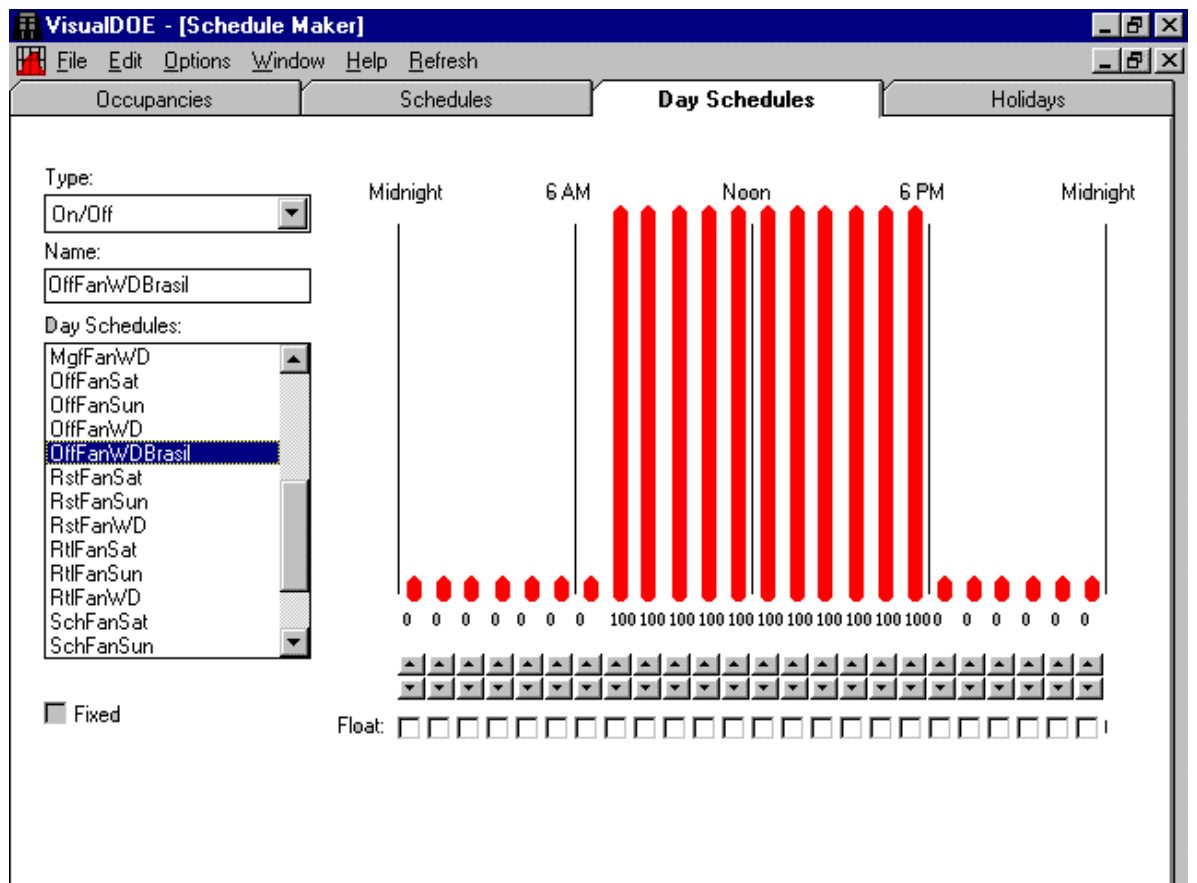 VisualDOE - [Schedule Maker]
File Edit Options Window Help Refresh
Occupancies Schedules Day Schedules Holidays
Type:
On/Off
Name:
OffFanWDBrasil
Day Schedules:
MgfFanWD
OffFanSat
OffFanSun
OffFanWD
OffFanWDBrasil
RstFanSat
RstFanSun
RstFanWD
RtlFanSat
RtlFanSun
RtlFanWD
SchFanSat
SchFanSun
Fixed
Midnight 6 AM Noon 6 PM Midnight
0 0 0 0 0 0 0 100 100 100 100 100 100 100 100 100 100 100 0 0 0 0 0 0
Float: